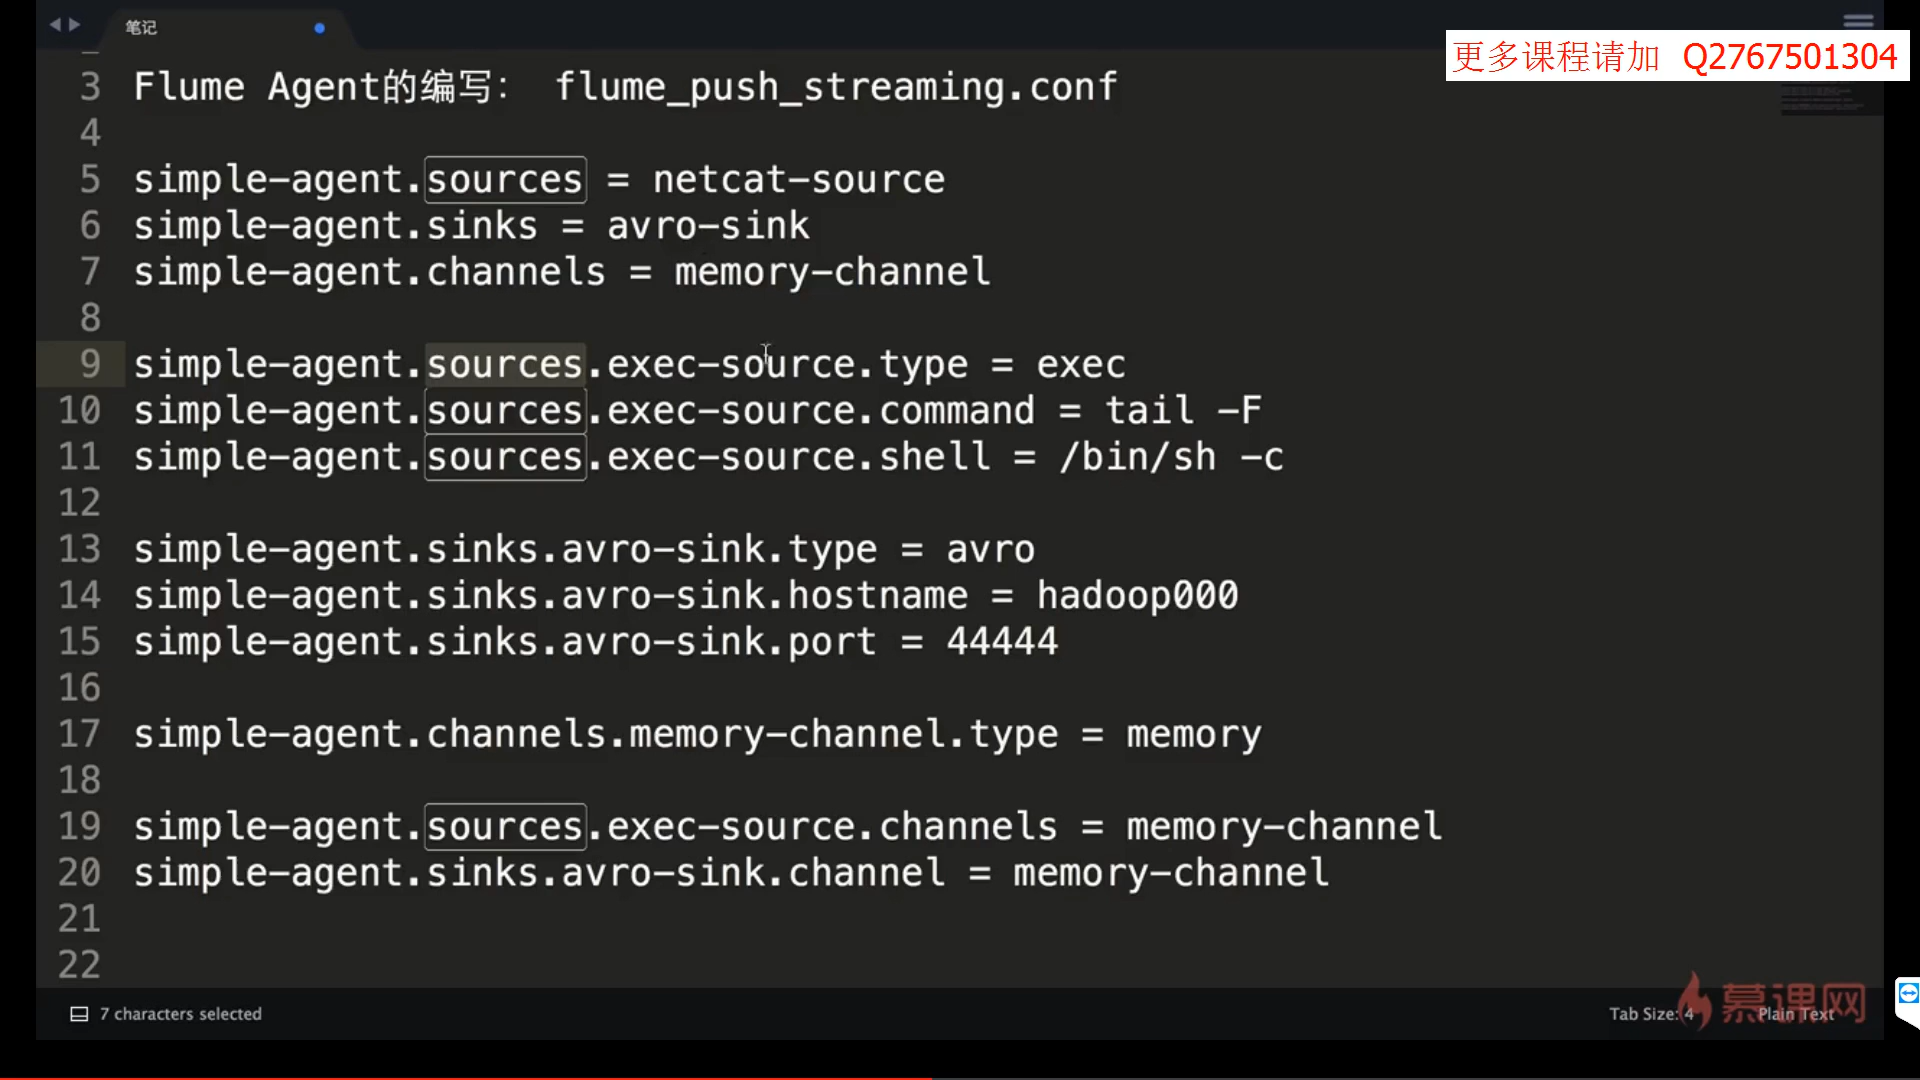 笔记
更多课程请加 Q2767501304
3 Flume Agent的编写： flume_push_streaming.conf
4
5 simple-agent.sources = netcat-source
6 simple-agent.sinks = avro-sink
7 simple-agent.channels = memory-channel
8
9 simple-agent.sources.exec-source.type = exec
10 simple-agent.sources.exec-source.command = tail -F
11 simple-agent.sources.exec-source.shell = /bin/sh -c
12
13 simple-agent.sinks.avro-sink.type = avro
14 simple-agent.sinks.avro-sink.hostname = hadoop000
15 simple-agent.sinks.avro-sink.port = 44444
16
17 simple-agent.channels.memory-channel.type = memory
18
19 simple-agent.sources.exec-source.channels = memory-channel
20 simple-agent.sinks.avro-sink.channel = memory-channel
21
22
7 characters selected
Tab Size: 4
Plain Text
慕课网